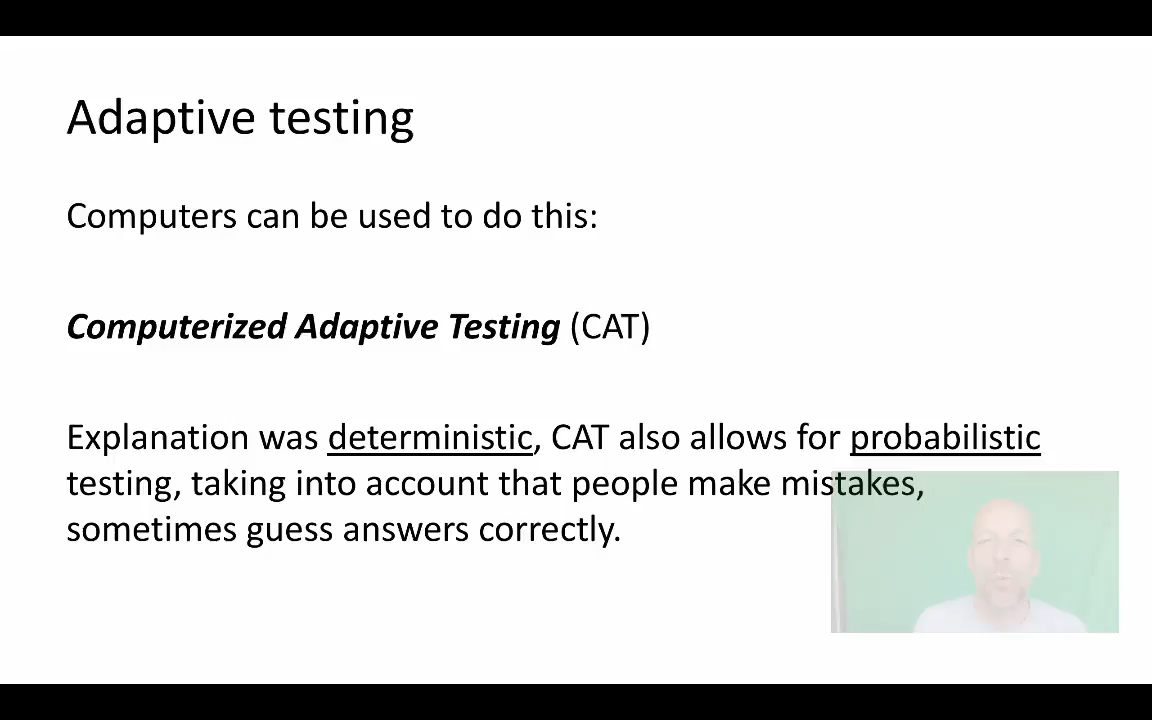 Adaptive testing
Computers can be used to do this:
Computerized Adaptive Testing (CAT)
Explanation was deterministic, CAT also allows for probabilistic
testing, taking into account that people make mistakes,
sometimes guess answers correctly.